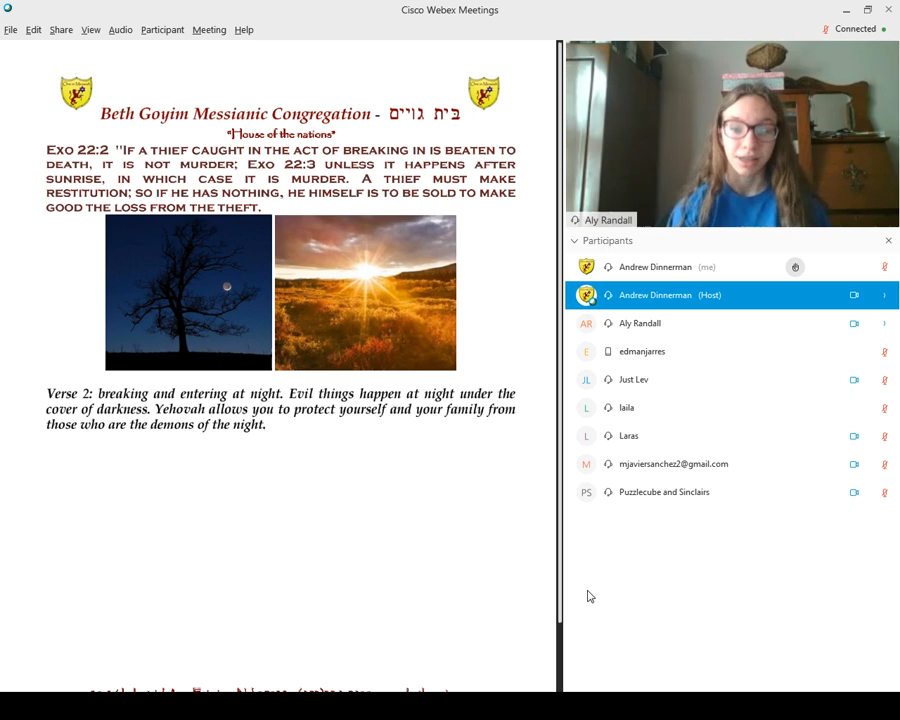 Cisco Webex Meetings
File Edit Share View Audio Participant Meeting Help
Connected
Beth Goyim Messianic Congregation - בית גויים
"House of the nations"
EXO 22:2 "IF A THIEF CAUGHT IN THE ACT OF BREAKING IN IS BEATEN TO
DEATH, IT IS NOT MURDER; EXO 22:3 UNLESS IT HAPPENS AFTER
SUNRISE, IN WHICH CASE IT IS MURDER. A THIEF MUST MAKE
RESTITUTION; SO IF HE HAS NOTHING, HE HIMSELF IS TO BE SOLD TO MAKE
GOOD THE LOSS FROM THE THEFT.
Verse 2: breaking and entering at night. Evil things happen at night under the
cover of darkness. Yehovah allows you to protect yourself and your family from
those who are the demons of the night.
Aly Randall
Participants
Andrew Dinnerman (me)
Andrew Dinnerman (Host)
AR Aly Randall
E edmanjarres
JL Just Lev
L laila
L Laras
M mjaviersanchez2@gmail.com
PS Puzzlecube and Sinclairs